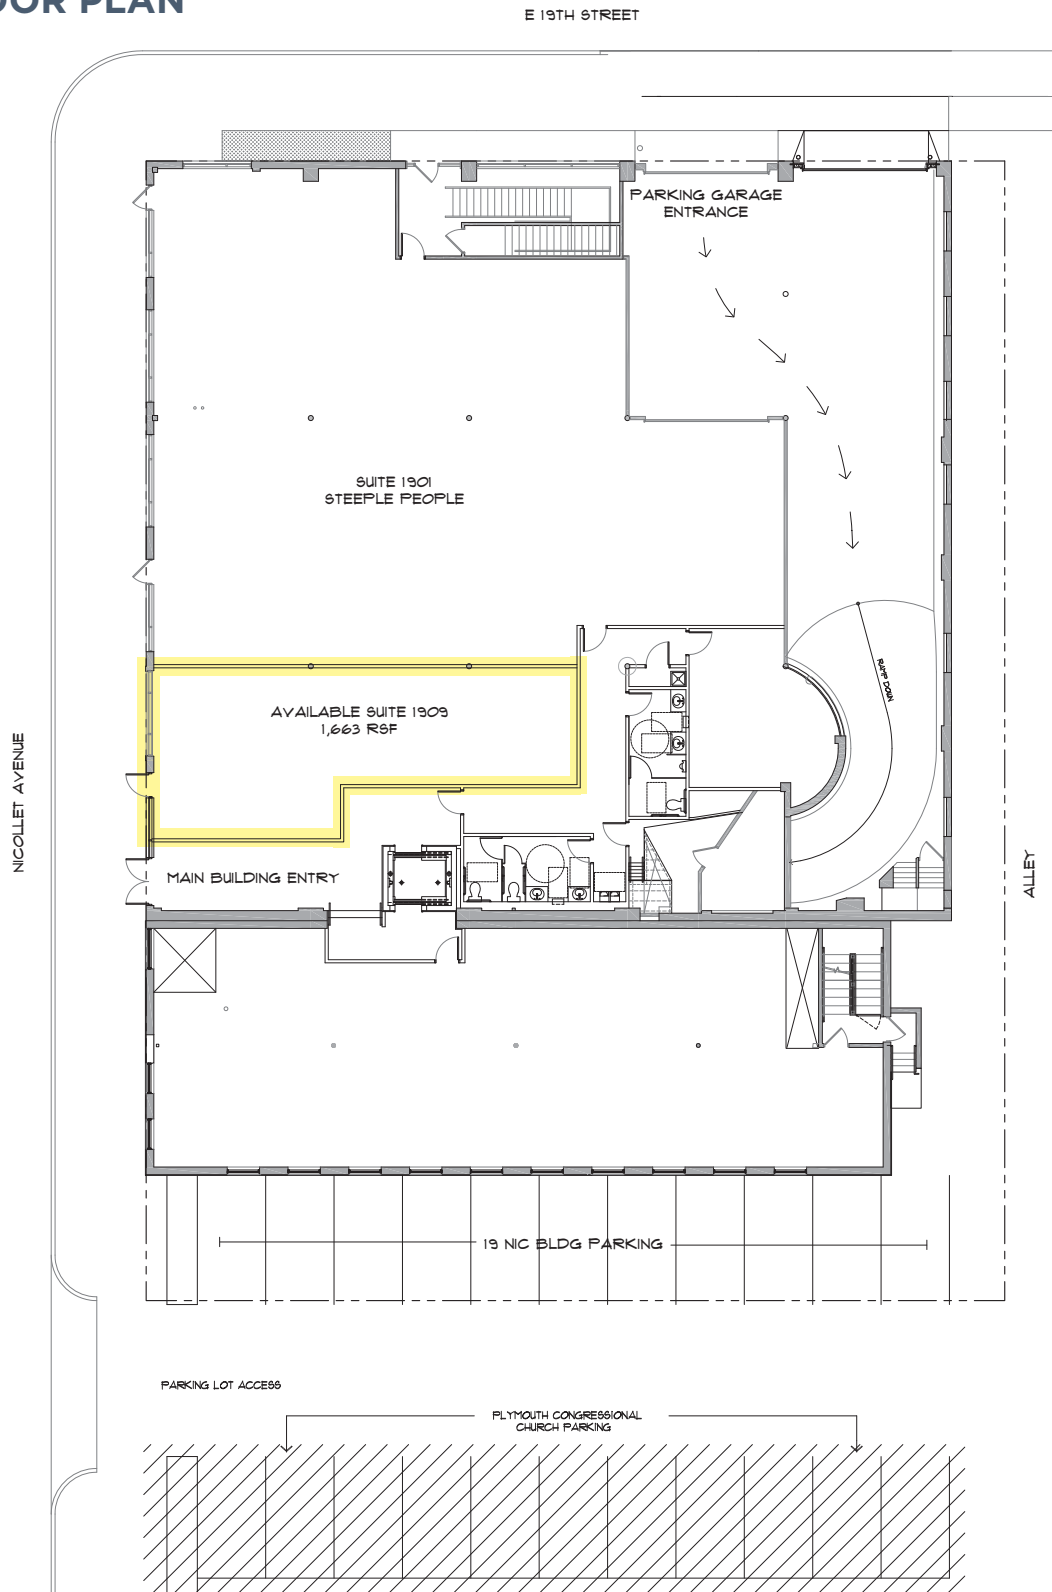 OOR PLAN
E 19TH STREET
PARKING GARAGE
ENTRANCE
SUITE 1901
STEEPLE PEOPLE
RAMP DOWN
AVAILABLE SUITE 1909
1,663 RSF
NICOLLET AVENUE
MAIN BUILDING ENTRY
ALLEY
19 NIC BLDG PARKING
PARKING LOT ACCESS
PLYMOUTH CONGRESSIONAL
CHURCH PARKING